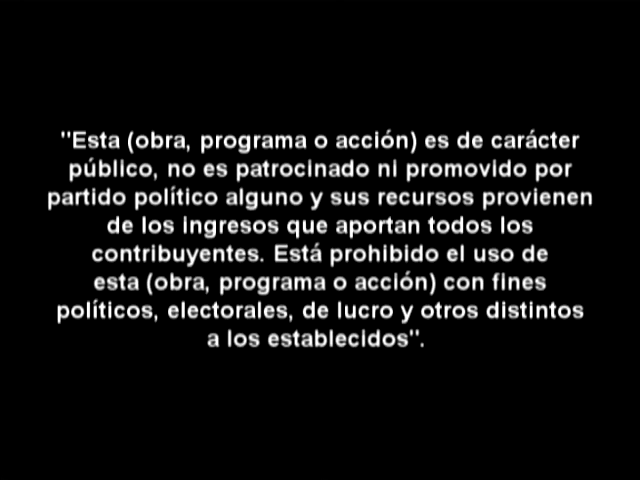 "Esta (obra, programa o acción) es de carácter
público, no es patrocinado ni promovido por
partido político alguno y sus recursos provienen
de los ingresos que aportan todos los
contribuyentes. Está prohibido el uso de
esta (obra, programa o acción) con fines
políticos, electorales, de lucro y otros distintos
a los establecidos".